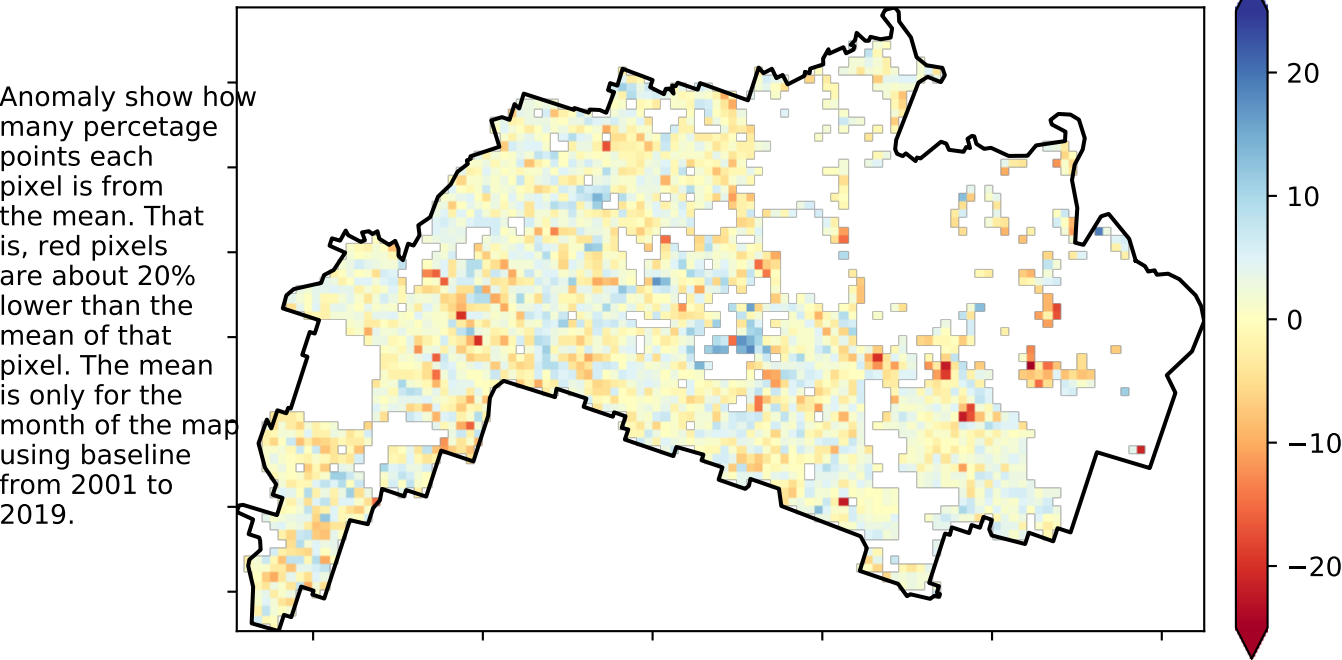 Anomaly show how
many percetage
points each
pixel is from
the mean. That
is, red pixels
are about 20%
lower than the
mean of that
pixel. The mean
is only for the
month of the map
using baseline
from 2001 to
2019.
20
10
0
−10
−20